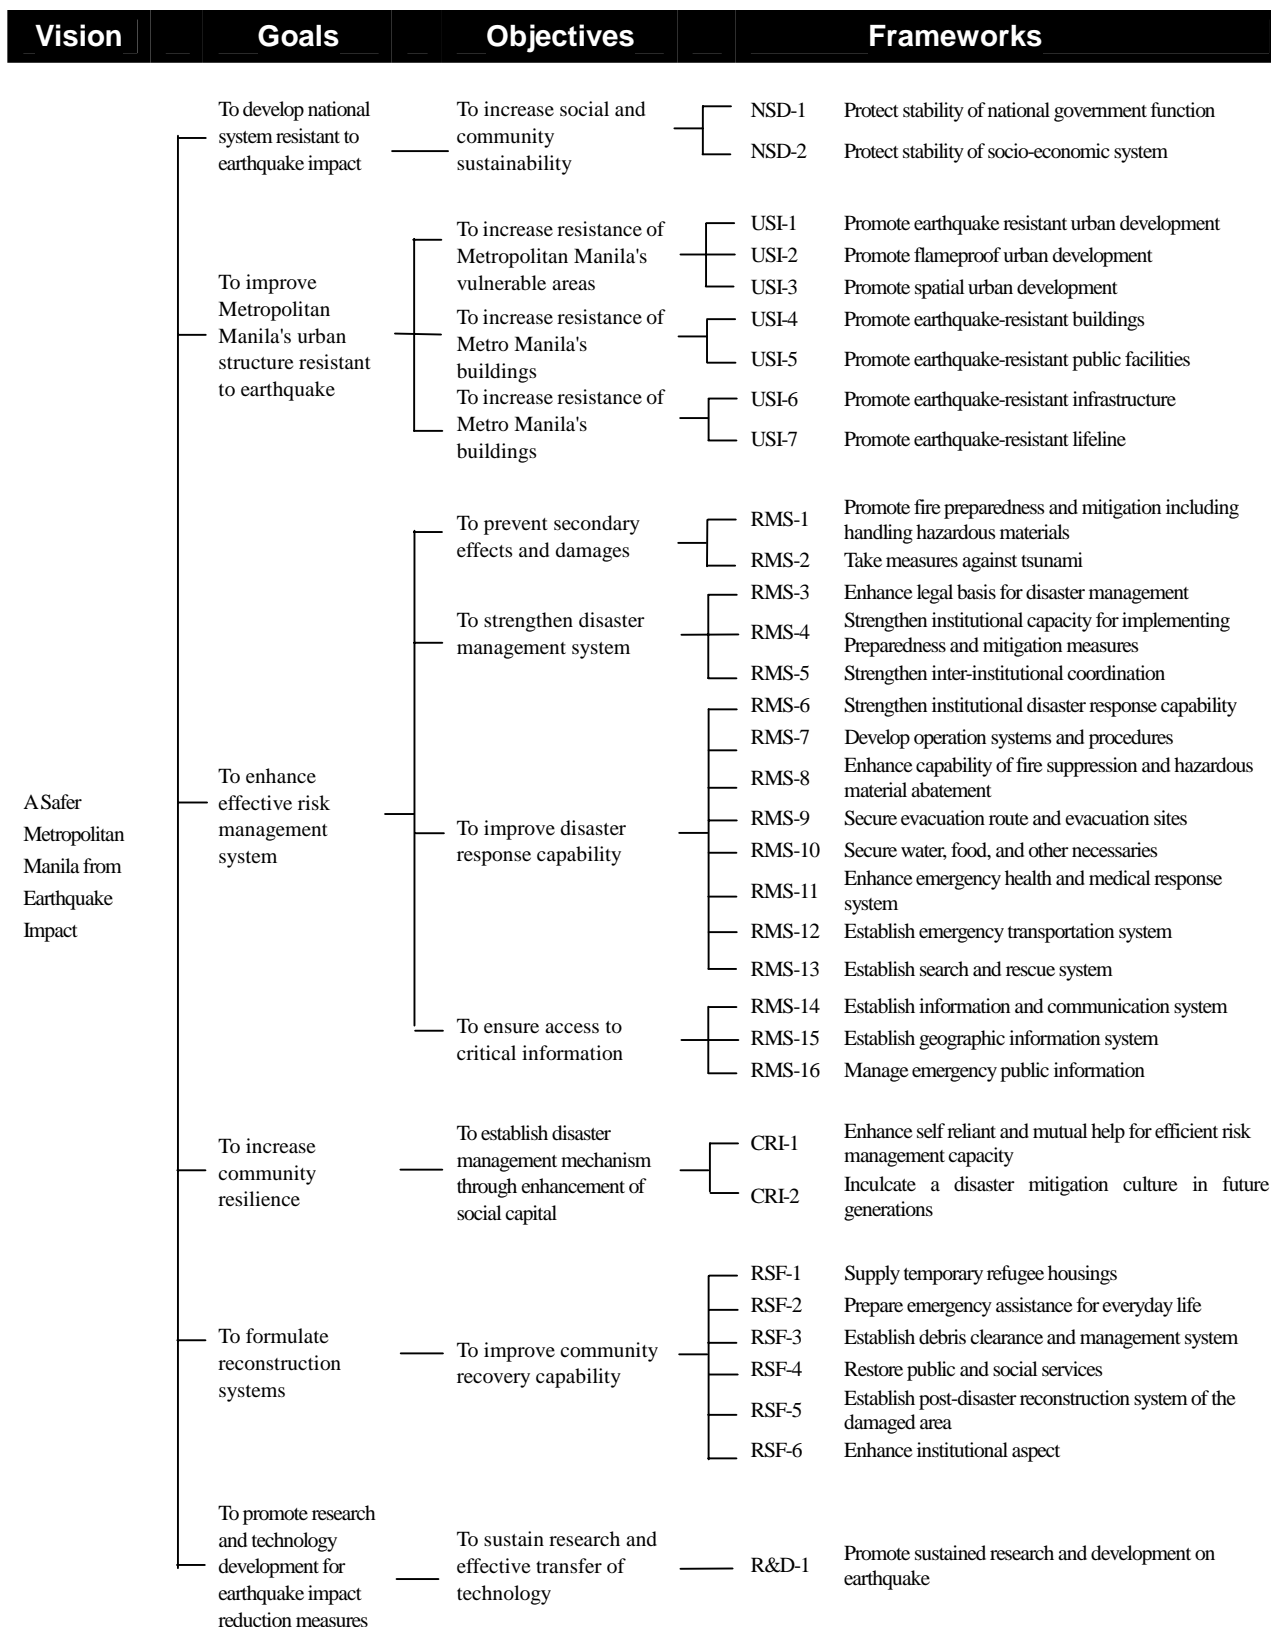 Vision Goals Objectives Frameworks
A Safer
Metropolitan
Manila from
Earthquake
Impact
To develop national
system resistant to
earthquake impact
To increase social and
community
sustainability
NSD-1 Protect stability of national government function
NSD-2 Protect stability of socio-economic system
To improve
Metropolitan
Manila's urban
structure resistant
to earthquake
To increase resistance of
Metropolitan Manila's
vulnerable areas
USI-1 Promote earthquake resistant urban development
USI-2 Promote flameproof urban development
USI-3 Promote spatial urban development
To increase resistance of
Metro Manila's
buildings
USI-4 Promote earthquake-resistant buildings
USI-5 Promote earthquake-resistant public facilities
To increase resistance of
Metro Manila's
buildings
USI-6 Promote earthquake-resistant infrastructure
USI-7 Promote earthquake-resistant lifeline
To enhance
effective risk
management
system
To prevent secondary
effects and damages
RMS-1 Promote fire preparedness and mitigation including
handling hazardous materials
RMS-2 Take measures against tsunami
To strengthen disaster
management system
RMS-3 Enhance legal basis for disaster management
RMS-4 Strengthen institutional capacity for implementing
Preparedness and mitigation measures
RMS-5 Strengthen inter-institutional coordination
To improve disaster
response capability
RMS-6 Strengthen institutional disaster response capability
RMS-7 Develop operation systems and procedures
RMS-8 Enhance capability of fire suppression and hazardous
material abatement
RMS-9 Secure evacuation route and evacuation sites
RMS-10 Secure water, food, and other necessaries
RMS-11 Enhance emergency health and medical response
system
RMS-12 Establish emergency transportation system
RMS-13 Establish search and rescue system
To ensure access to
critical information
RMS-14 Establish information and communication system
RMS-15 Establish geographic information system
RMS-16 Manage emergency public information
To increase
community
resilience
To establish disaster
management mechanism
through enhancement of
social capital
CRI-1 Enhance self reliant and mutual help for efficient risk
management capacity
CRI-2 Inculcate a disaster mitigation culture in future
generations
To formulate
reconstruction
systems
To improve community
recovery capability
RSF-1 Supply temporary refugee housings
RSF-2 Prepare emergency assistance for everyday life
RSF-3 Establish debris clearance and management system
RSF-4 Restore public and social services
RSF-5 Establish post-disaster reconstruction system of the
damaged area
RSF-6 Enhance institutional aspect
To promote research
and technology
development for
earthquake impact
reduction measures
To sustain research and
effective transfer of
technology
R&D-1 Promote sustained research and development on
earthquake